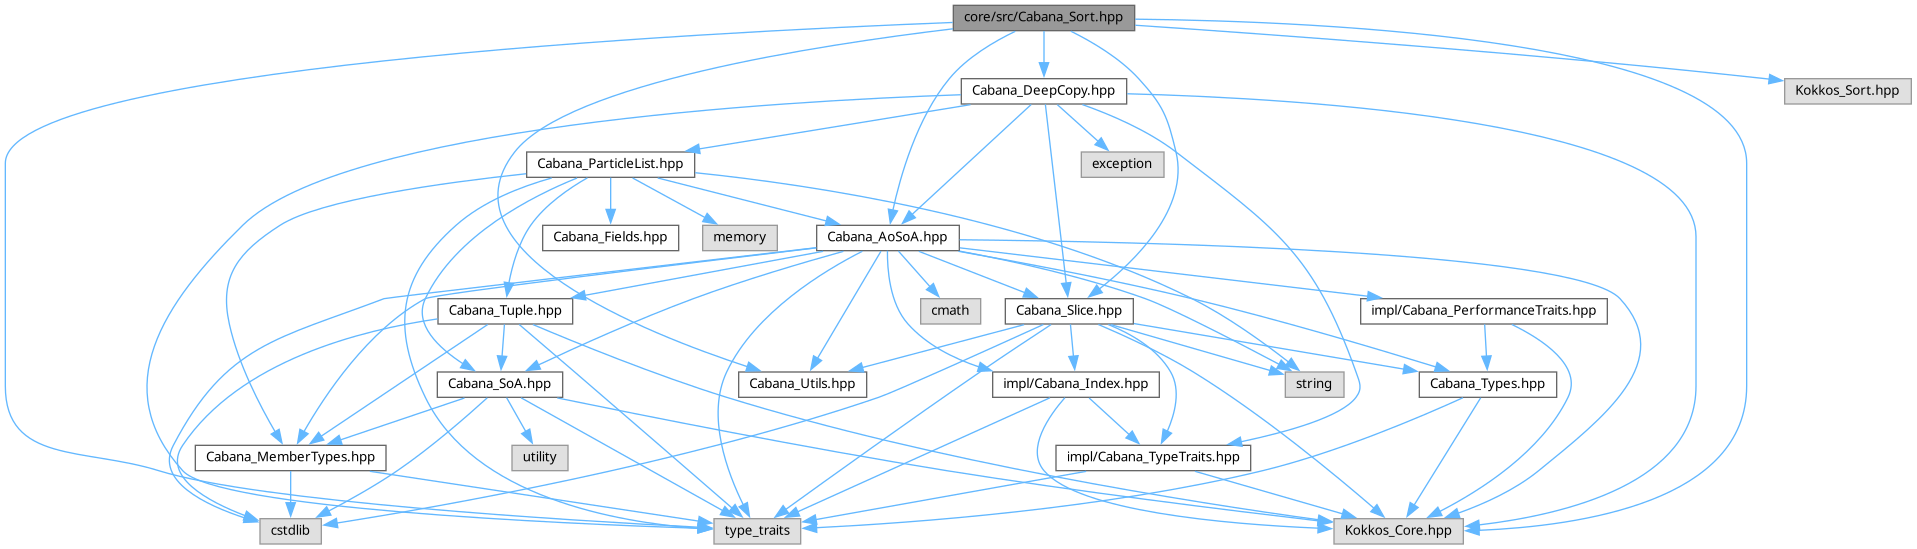 core/src/Cabana_Sort.hpp
Cabana_DeepCopy.hpp
Kokkos_Sort.hpp
Cabana_ParticleList.hpp
exception
Cabana_Fields.hpp
memory
Cabana_AoSoA.hpp
Cabana_Tuple.hpp
cmath
Cabana_Slice.hpp
impl/Cabana_PerformanceTraits.hpp
Cabana_SoA.hpp
Cabana_Utils.hpp
impl/Cabana_Index.hpp
string
Cabana_Types.hpp
Cabana_MemberTypes.hpp
utility
impl/Cabana_TypeTraits.hpp
cstdlib
type_traits
Kokkos_Core.hpp